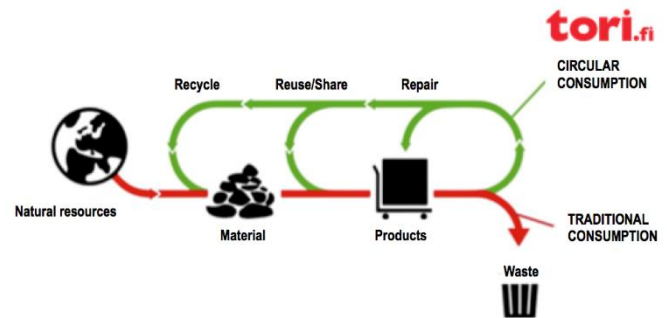 tori.fi
CIRCULAR
CONSUMPTION
Recycle
Reuse/Share
Repair
Natural resources
Material
Products
TRADITIONAL
CONSUMPTION
Waste